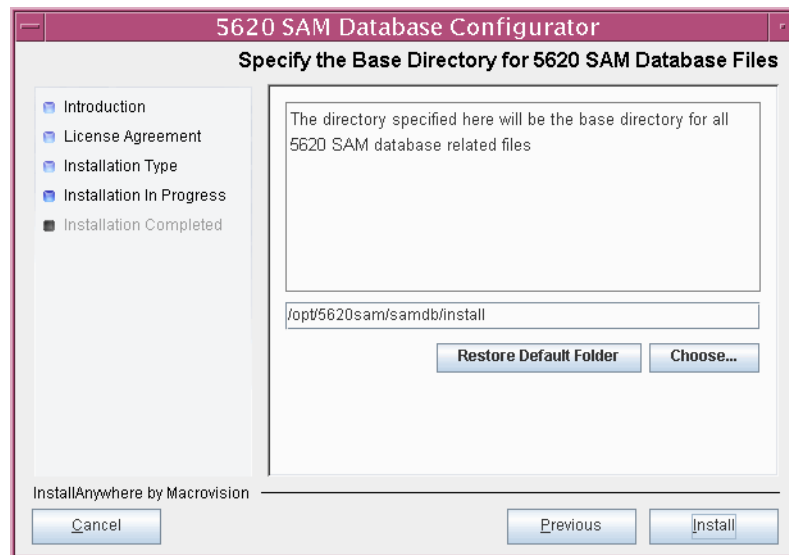 5620 SAM Database Configurator
Specify the Base Directory for 5620 SAM Database Files
Introduction
License Agreement
Installation Type
Installation In Progress
Installation Completed
The directory specified here will be the base directory for all
5620 SAM database related files
/opt/5620sam/samdb/install
Restore Default Folder
Choose...
InstallAnywhere by Macrovision
Cancel
Previous
Install